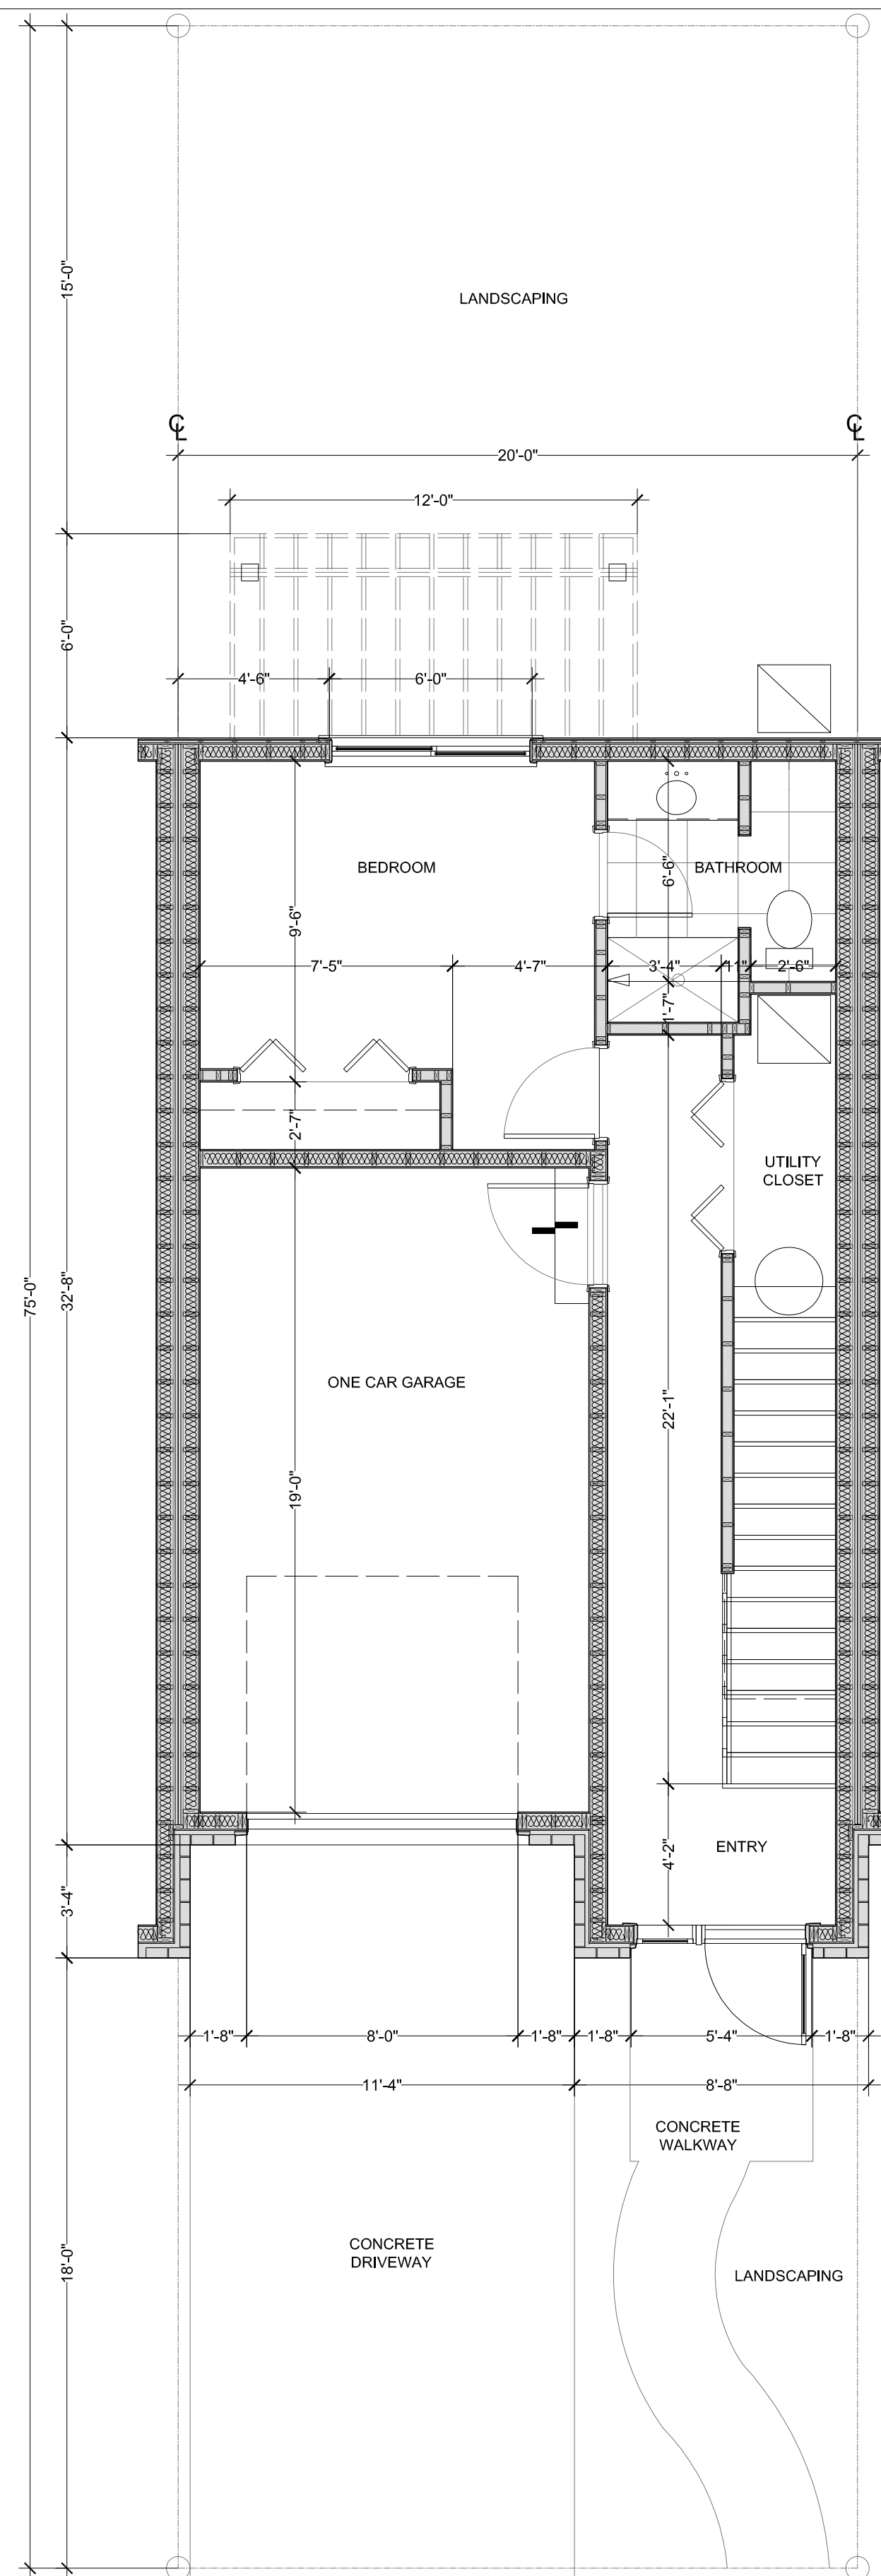 15'-0"
LANDSCAPING
℄
℄
20'-0"
12'-0"
6'-0"
4'-6"
6'-0"
BEDROOM
BATHROOM
6'-6"
9'-6"
7'-5"
4'-7"
3'-4"
11"
2'-6"
1'-7"
2'-7"
UTILITY
CLOSET
75'-0"
32'-8"
ONE CAR GARAGE
22'-1"
19'-0"
ENTRY
4'-2"
3'-4"
1'-8"
8'-0"
1'-8"
1'-8"
5'-4"
1'-8"
11'-4"
8'-8"
CONCRETE
WALKWAY
CONCRETE
DRIVEWAY
18'-0"
LANDSCAPING